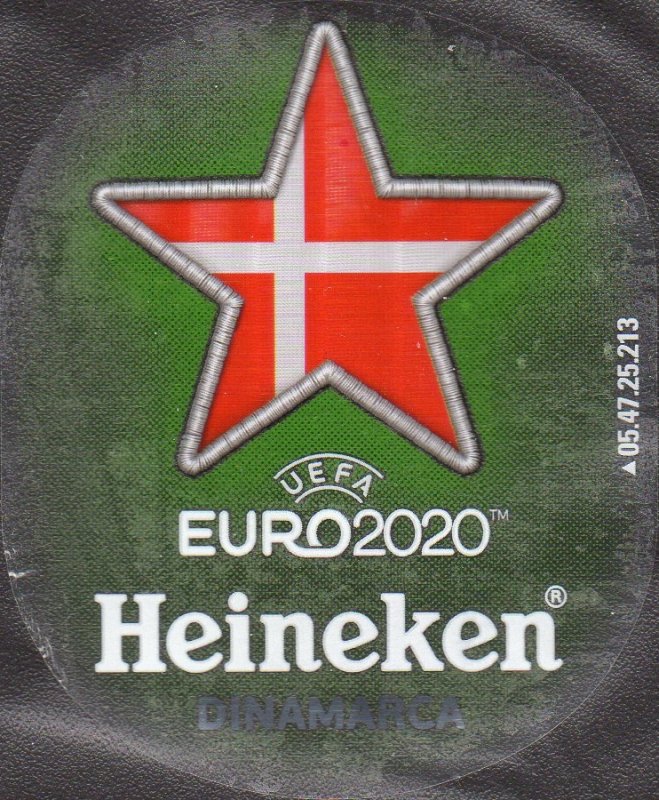 UEFA
EURO2020™
Heineken®
DINAMARCA
▲05.47.25.213